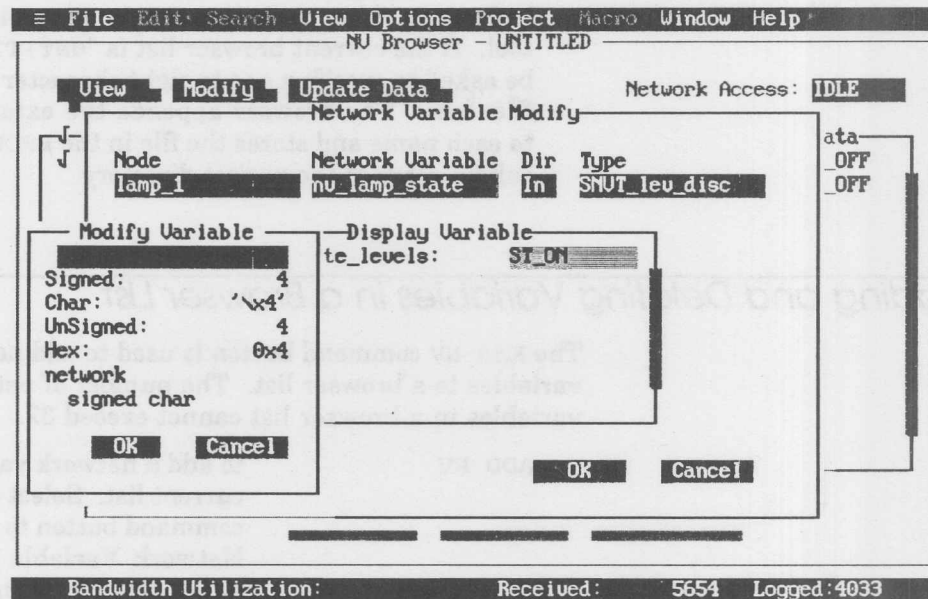 ≡ File Edit Search View Options Project Macro Window Help
NV Browser UNTITLED
View Modify Update Data Network Access: IDLE
Network Variable Modify
ata
Node Network Variable Dir Type
_OFF
lamp_1 nv_lamp_state In SNVT_lev_disc
_OFF
Modify Variable
Display Variable
te_levels: ST_ON
Signed: 4
Char: '\x4'
UnSigned: 4
Hex: 0x4
network
signed char
OK Cancel
OK Cancel
Bandwidth Utilization: Received: 5654 Logged:4033